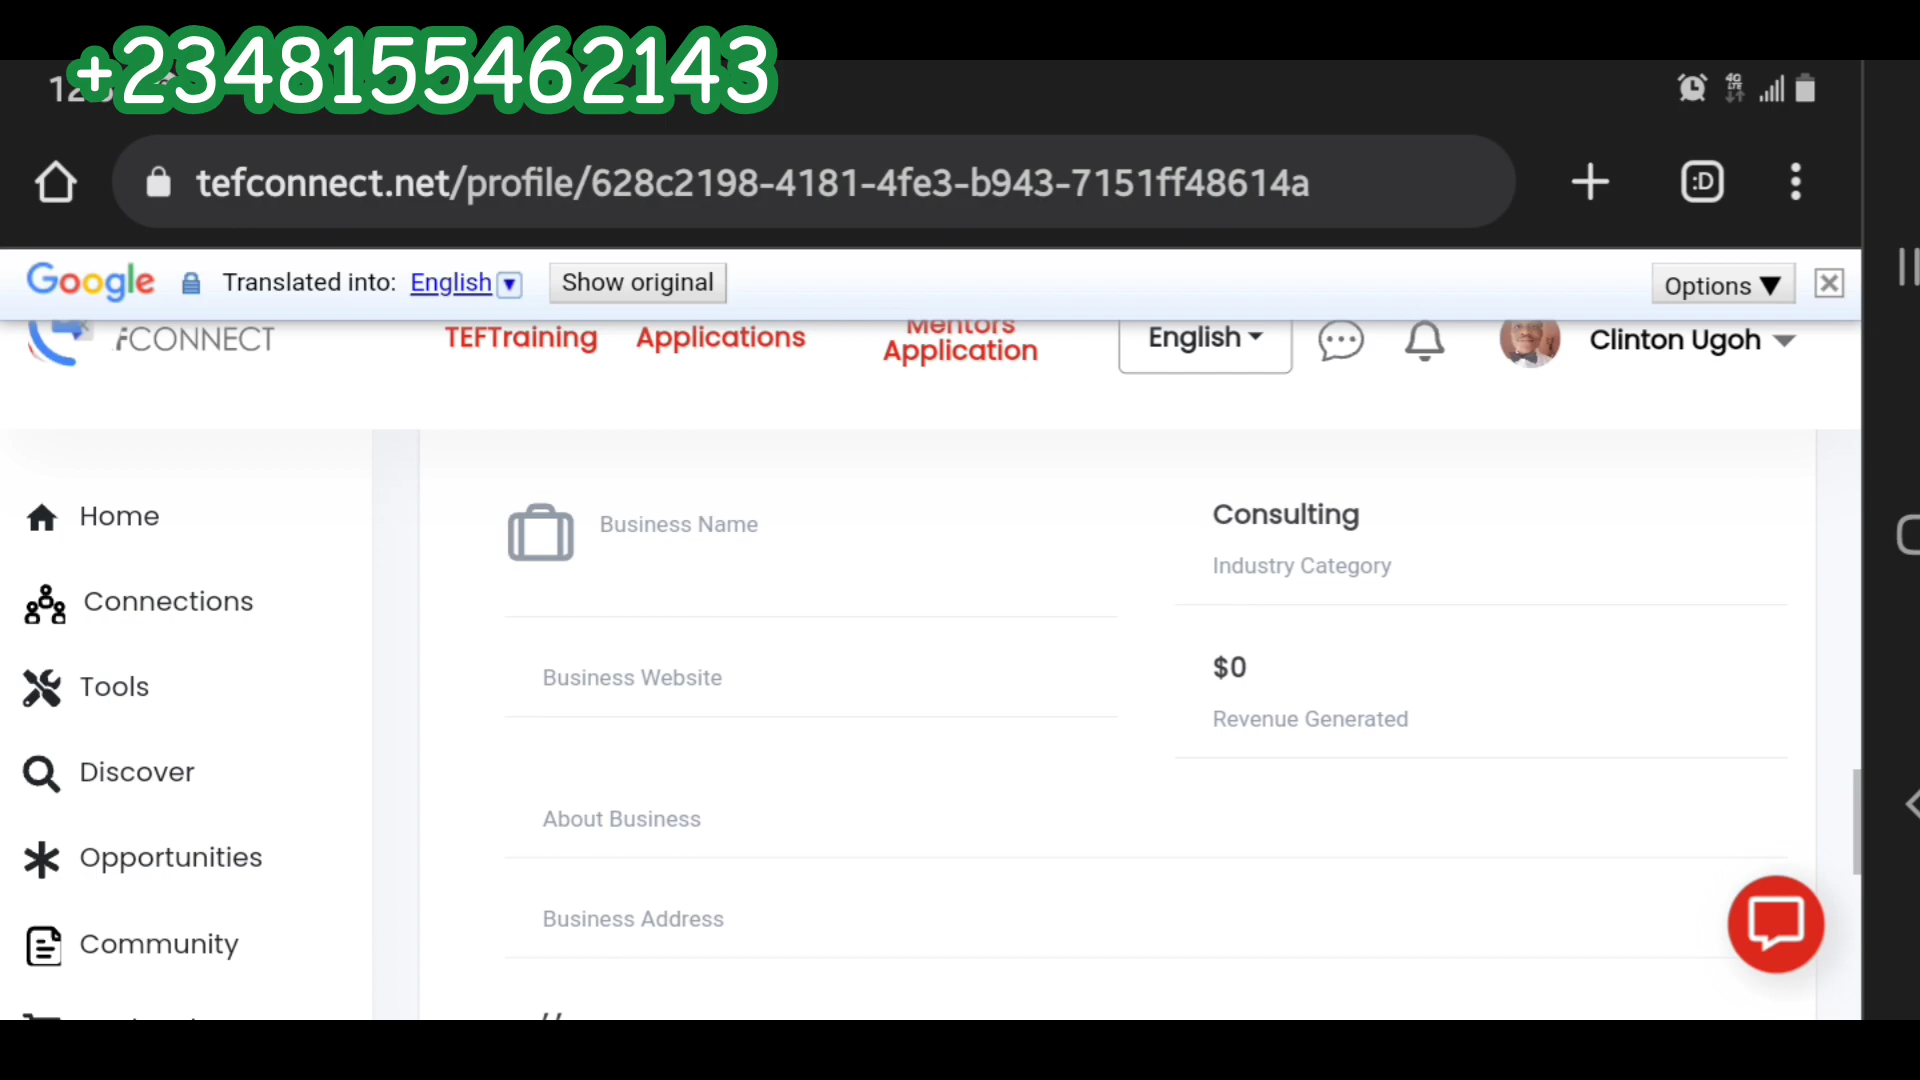 +2348155462143
4G
LTE
tefconnect.net/profile/628c2198-4181-4fe3-b943-7151ff48614a
:D
Google Translated into: English Show original Options
CONNECT TEFTraining Applications Mentors
Application English Clinton Ugoh
Home
Connections
Tools
Discover
Opportunities
Community
Business Name
Consulting
Industry Category
Business Website
$0
Revenue Generated
About Business
Business Address